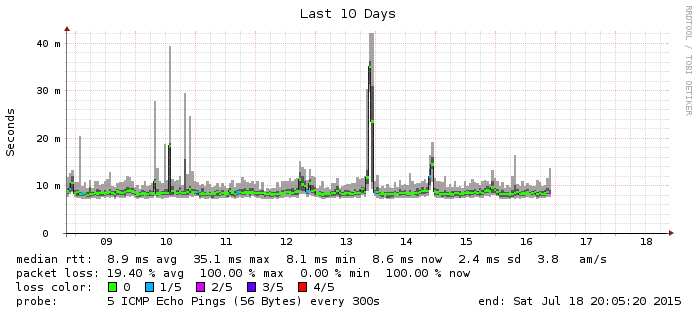 Last 10 Days
RRDTOOL / TOBI OETIKER
Seconds
40 m
30 m
20 m
10 m
0
09 10 11 12 13 14 15 16 17 18
median rtt: 8.9 ms avg 35.1 ms max 8.1 ms min 8.6 ms now 2.4 ms sd 3.8 am/s
packet loss: 19.40 % avg 100.00 % max 0.00 % min 100.00 % now
loss color: 0 1/5 2/5 3/5 4/5
probe: 5 ICMP Echo Pings (56 Bytes) every 300s end: Sat Jul 18 20:05:20 2015